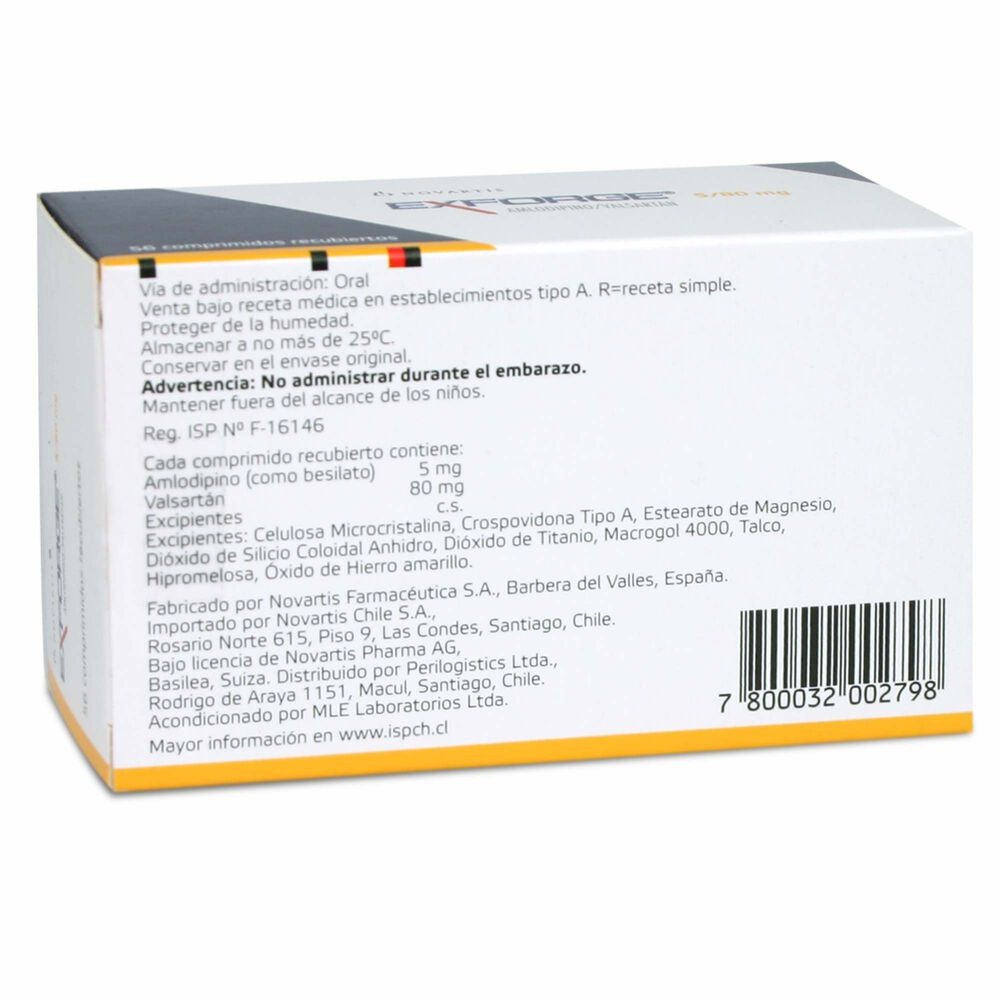 NOVARTIS
EXFORGE® 5/80 mg
AMLODIPINO/VALSARTÁN
56 comprimidos recubiertos
Vía de administración: Oral
Venta bajo receta médica en establecimientos tipo A. R=receta simple.
Proteger de la humedad.
Almacenar a no más de 25ºC.
Conservar en el envase original.
Advertencia: No administrar durante el embarazo.
Mantener fuera del alcance de los niños.
Reg. ISP Nº F-16146
Cada comprimido recubierto contiene:
Amlodipino (como besilato) 5 mg
Valsartán 80 mg
Excipientes c.s.
Excipientes: Celulosa Microcristalina, Crospovidona Tipo A, Estearato de Magnesio,
Dióxido de Silicio Coloidal Anhidro, Dióxido de Titanio, Macrogol 4000, Talco,
Hipromelosa, Óxido de Hierro amarillo.
Fabricado por Novartis Farmacéutica S.A., Barbera del Valles, España.
Importado por Novartis Chile S.A.,
Rosario Norte 615, Piso 9, Las Condes, Santiago, Chile.
Bajo licencia de Novartis Pharma AG,
Basilea, Suiza. Distribuido por Perilogistics Ltda.,
Rodrigo de Araya 1151, Macul, Santiago, Chile.
Acondicionado por MLE Laboratorios Ltda.
Mayor información en www.ispch.cl
7 800032 002798
EXFORGE
56 comprimidos recubiertos